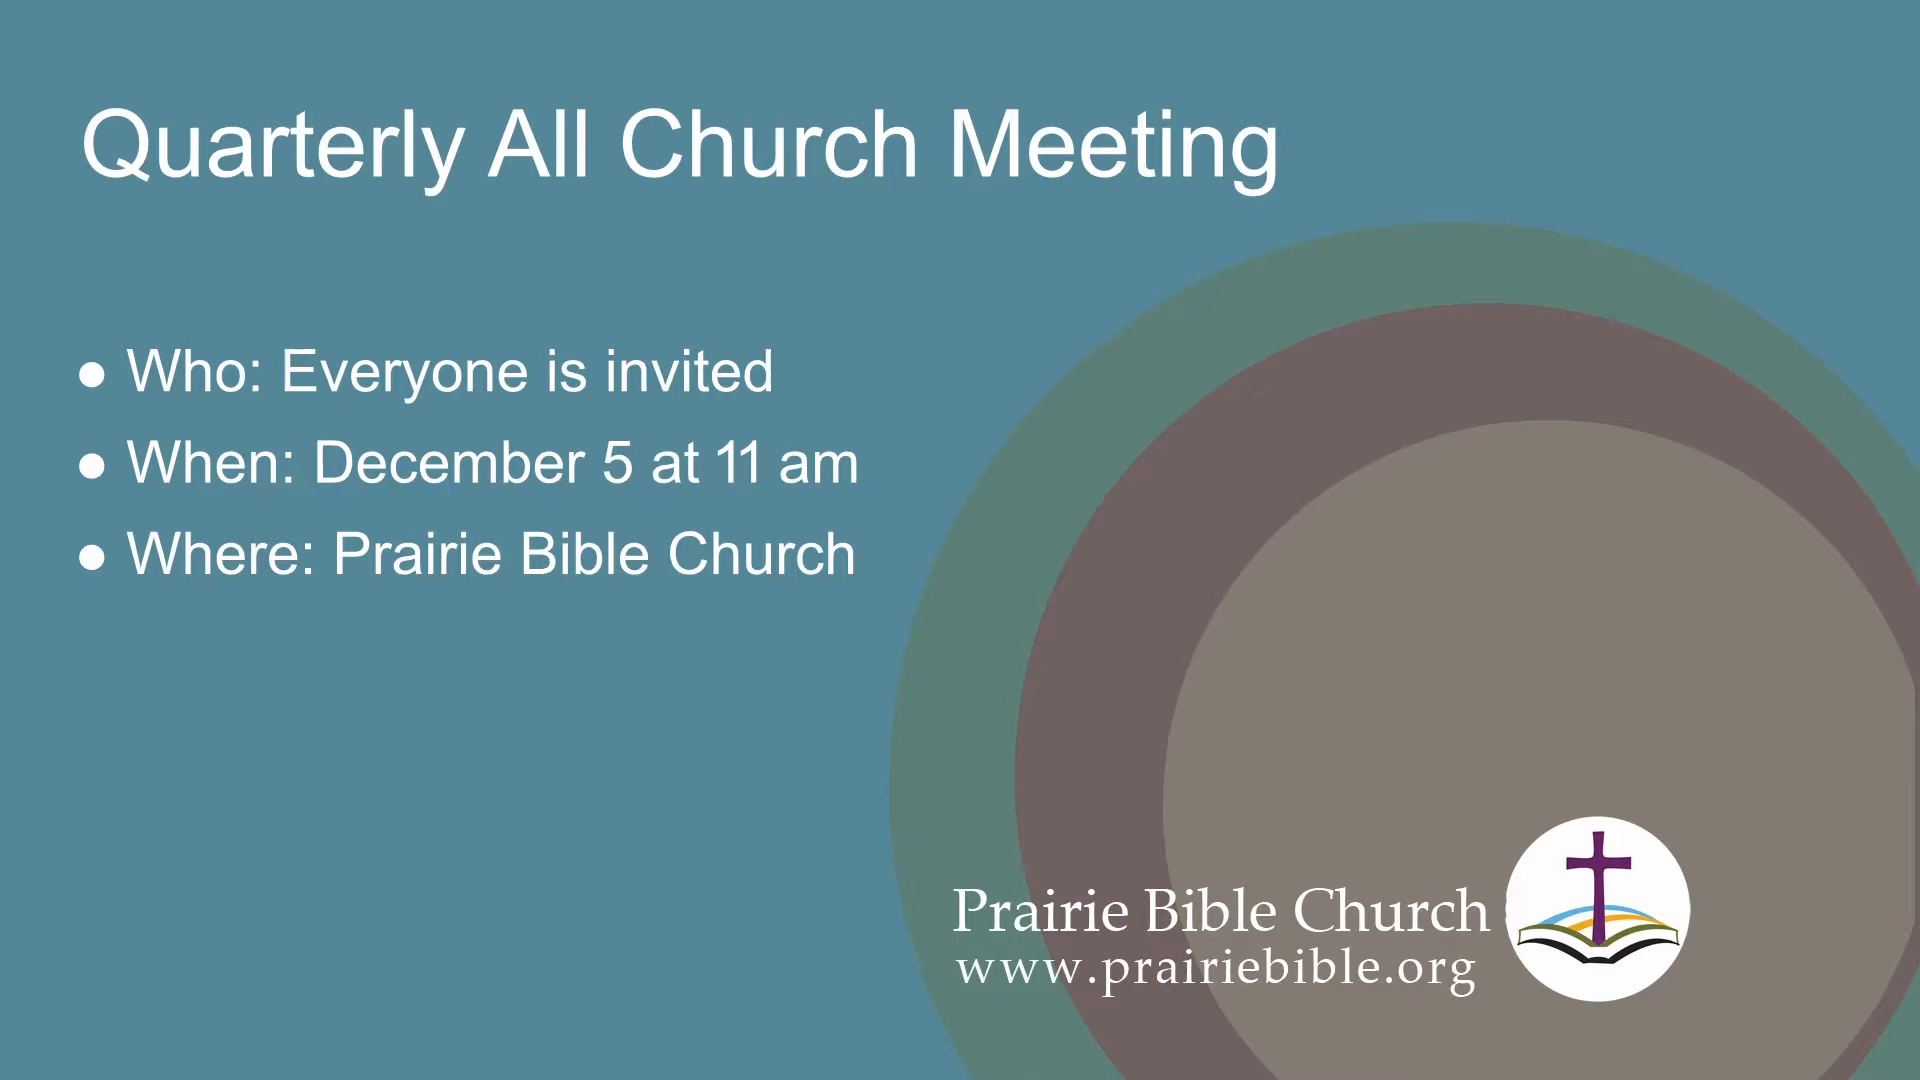 Quarterly All Church Meeting
● Who: Everyone is invited
● When: December 5 at 11 am
● Where: Prairie Bible Church
Prairie Bible Church
www.prairiebible.org